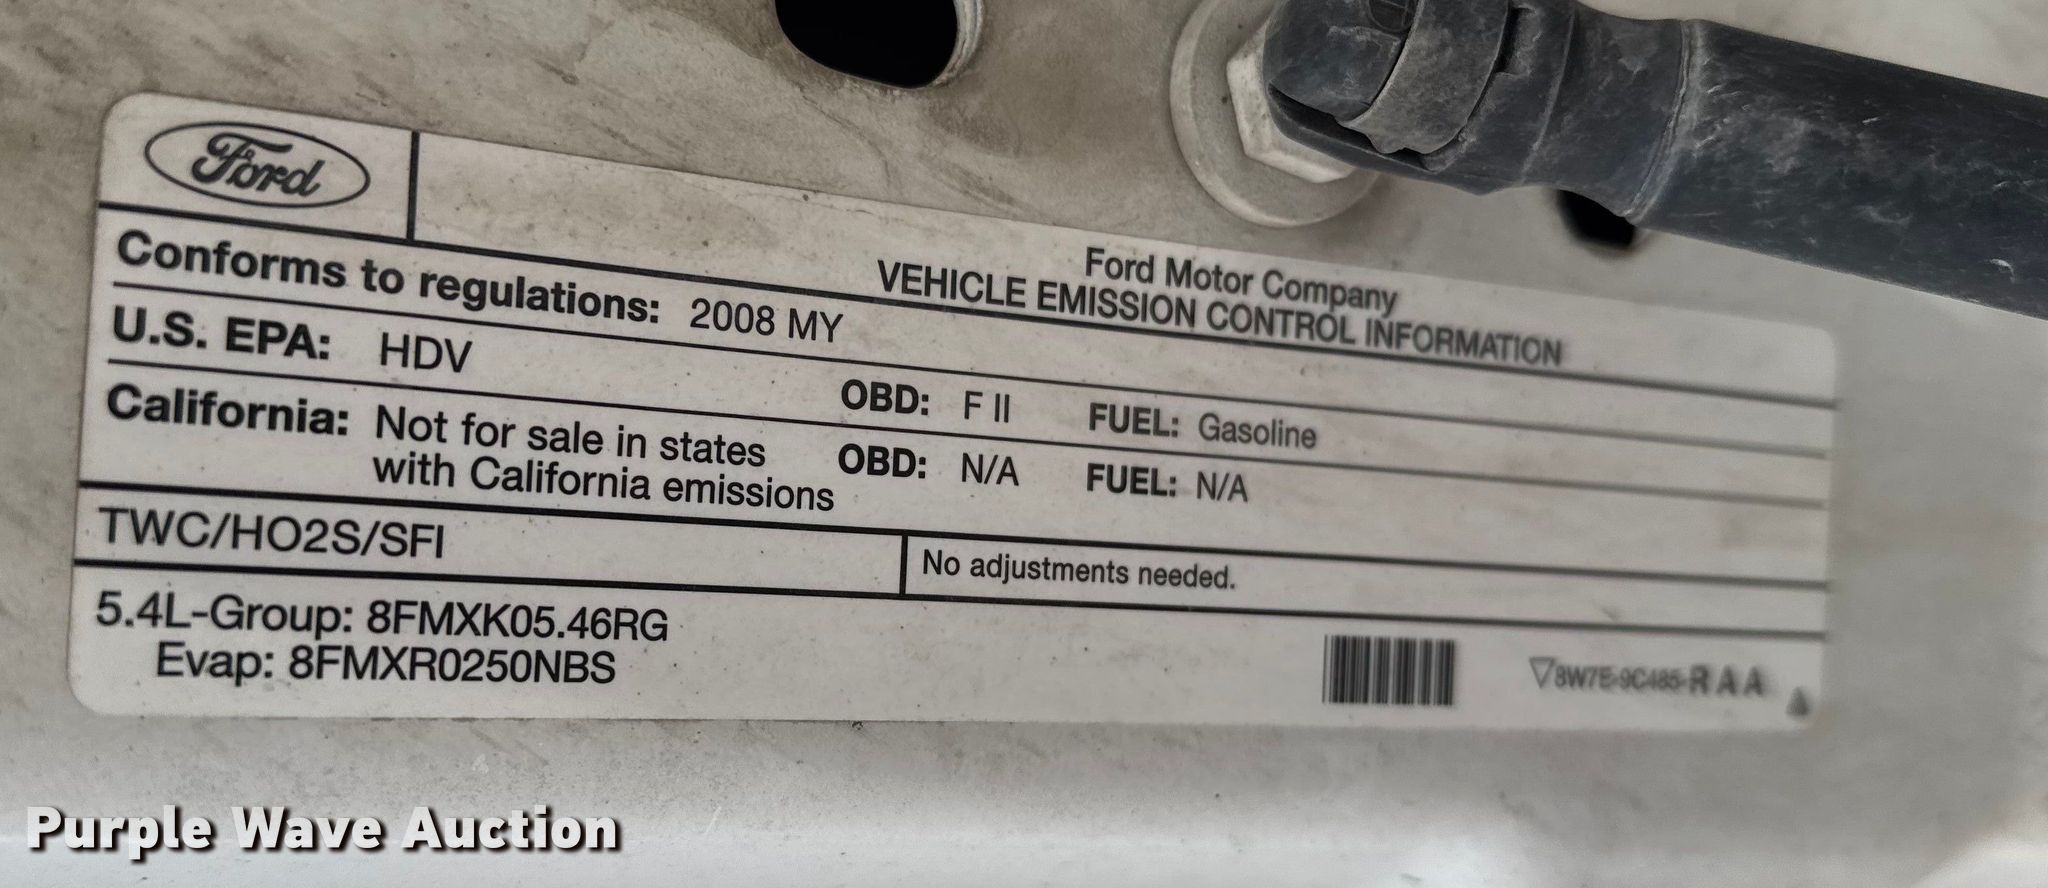 Ford
Ford Motor Company
VEHICLE EMISSION CONTROL INFORMATION
Conforms to regulations: 2008 MY
U.S. EPA: HDV OBD: F II FUEL: Gasoline
California: Not for sale in states OBD: N/A FUEL: N/A
with California emissions
TWC/HO2S/SFI No adjustments needed.
5.4L-Group: 8FMXK05.46RG
Evap: 8FMXR0250NBS
8W7E-9C485-RAA
Purple Wave Auction